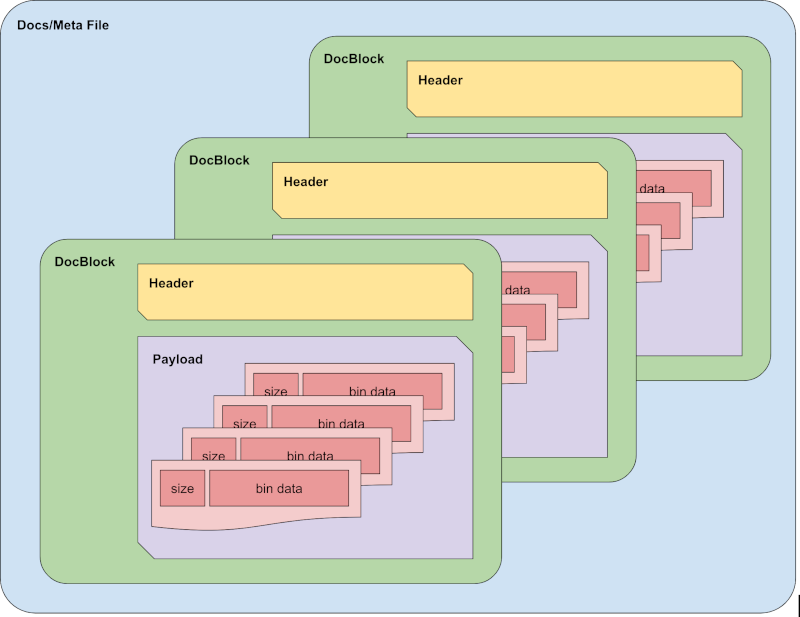 Docs/Meta File
DocBlock
Header
data
DocBlock
Header
data
DocBlock
Header
Payload
size bin data
size bin data
size bin data
size bin data